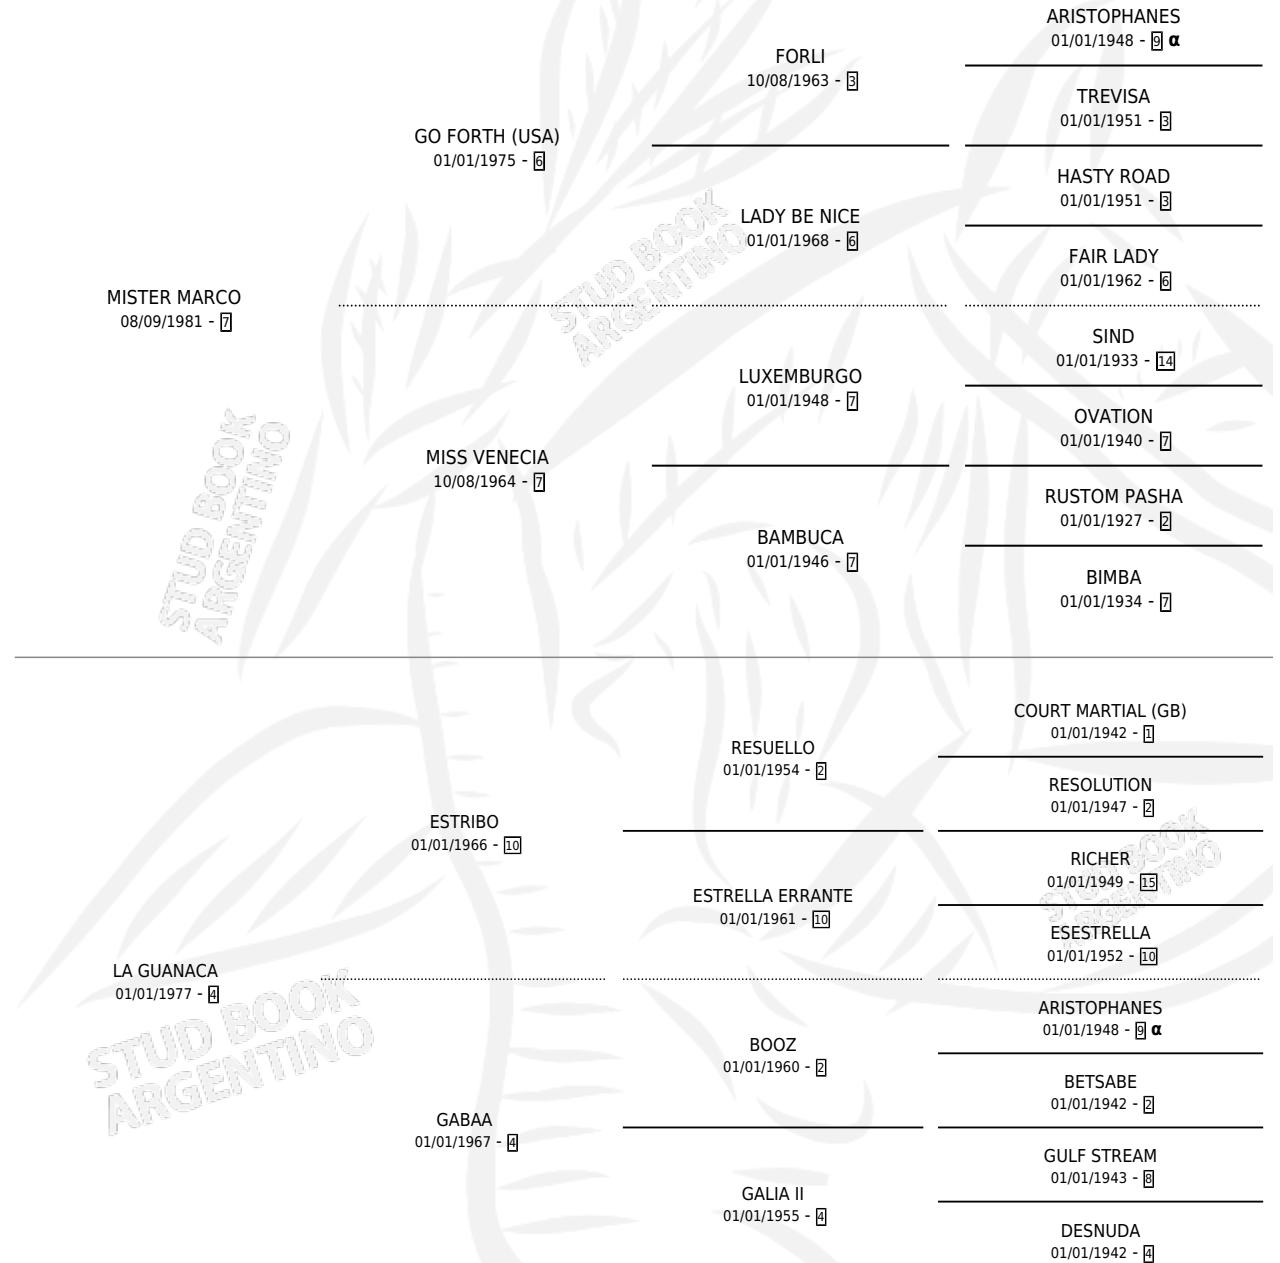 ARISTOPHANES
01/01/1948 - 9 α
FORLI
10/08/1963 - 3
TREVISA
01/01/1951 - 3
GO FORTH (USA)
01/01/1975 - 6
HASTY ROAD
01/01/1951 - 3
LADY BE NICE
01/01/1968 - 6
FAIR LADY
01/01/1962 - 6
STUD BOOK
ARGENTINO
MISTER MARCO
08/09/1981 - 7
SIND
01/01/1933 - 14
LUXEMBURGO
01/01/1948 - 7
OVATION
01/01/1940 - 7
MISS VENECIA
10/08/1964 - 7
RUSTOM PASHA
01/01/1927 - 2
BAMBUCA
01/01/1946 - 7
BIMBA
01/01/1934 - 7
STUD BOOK
ARGENTINO
COURT MARTIAL (GB)
01/01/1942 - 1
RESUELLO
01/01/1954 - 2
RESOLUTION
01/01/1947 - 2
ESTRIBO
01/01/1966 - 10
RICHER
01/01/1949 - 15
ESTRELLA ERRANTE
01/01/1961 - 10
ESESTRELLA
01/01/1952 - 10
STUD BOOK
ARGENTINO
LA GUANACA
01/01/1977 - 4
ARISTOPHANES
01/01/1948 - 9 α
BOOZ
01/01/1960 - 2
BETSABE
01/01/1942 - 2
STUD BOOK
ARGENTINO
GABAA
01/01/1967 - 4
GULF STREAM
01/01/1943 - 8
GALIA II
01/01/1955 - 4
DESNUDA
01/01/1942 - 4